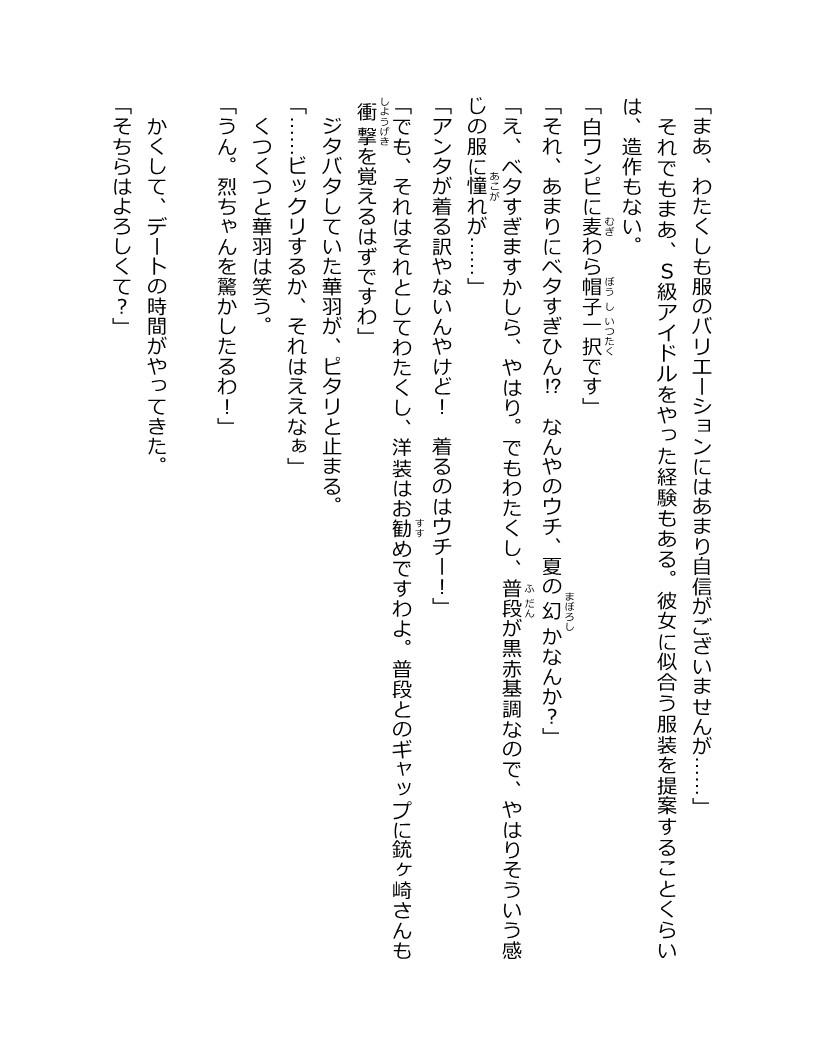 「まあ、わたくしも服のバリエーションにはあまり自信がございませんが……」
それでもまあ、Ｓ級アイドルをやった経験もある。彼女に似合う服装を提案することくらい
は、造作もない。
「白ワンピに麦わら帽子一択です」
「それ、あまりにベタすぎひん⁉　なんやのウチ、夏の幻かなんか？」
「え、ベタすぎますかしら、やはり。でもわたくし、普段が黒赤基調なので、やはりそういう感
じの服に憧れが……」
「アンタが着る訳やないんやけど！　着るのはウチー！」
「でも、それはそれとしてわたくし、洋装はお勧めですわよ。普段とのギャップに銃ヶ崎さんも
衝撃を覚えるはずですわ」
ジタバタしていた華羽が、ピタリと止まる。
「……ビックリするか、それはええなぁ」
くつくつと華羽は笑う。
「うん。烈ちゃんを驚かしたるわ！」
かくして、デートの時間がやってきた。
「そちらはよろしくて？」